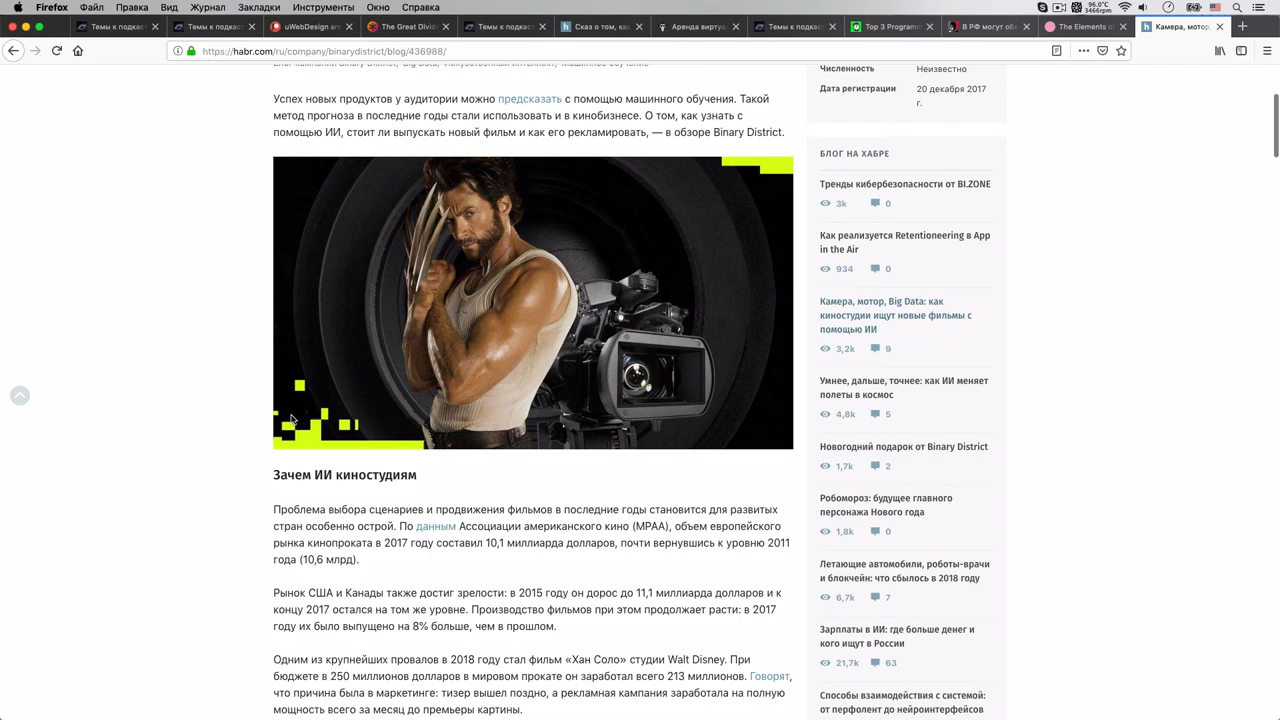 Firefox Файл Правка Вид Журнал Закладки Инструменты Окно Справка
96.0°C
3466rpm
Темы к подкаст
Темы к подкаст
uWebDesign
The Great Divid
Темы к подкаст
Сказ о том, как
Аренда виртуа
Темы к подкаст
Top 3 Programm
В РФ могут обя
The Elements of
Камера, мотор,
https://habr.com/ru/company/binarydistrict/blog/436988/
Успех новых продуктов у аудитории можно предсказать с помощью машинного обучения. Такой
метод прогноза в последние годы стали использовать и в кинобизнесе. О том, как узнать с
помощью ИИ, стоит ли выпускать новый фильм и как его рекламировать, — в обзоре Binary District.
Зачем ИИ киностудиям
Проблема выбора сценариев и продвижения фильмов в последние годы становится для развитых
стран особенно острой. По данным Ассоциации американского кино (MPAA), объем европейского
рынка кинопроката в 2017 году составил 10,1 миллиарда долларов, почти вернувшись к уровню 2011
года (10,6 млрд).
Рынок США и Канады также достиг зрелости: в 2015 году он дорос до 11,1 миллиарда долларов и к
концу 2017 остался на том же уровне. Производство фильмов при этом продолжает расти: в 2017
году их было выпущено на 8% больше, чем в прошлом.
Одним из крупнейших провалов в 2018 году стал фильм «Хан Соло» студии Walt Disney. При
бюджете в 250 миллионов долларов в мировом прокате он заработал всего 213 миллионов. Говорят,
что причина была в маркетинге: тизер вышел поздно, а рекламная кампания заработала на полную
мощность всего за месяц до премьеры картины.
Численность Неизвестно
Дата регистрации 20 декабря 2017
г.
БЛОГ НА ХАБРЕ
Тренды кибербезопасности от BI.ZONE
3k 0
Как реализуется Retentioneering в App
in the Air
934 0
Камера, мотор, Big Data: как
киностудии ищут новые фильмы с
помощью ИИ
3,2k 9
Умнее, дальше, точнее: как ИИ меняет
полеты в космос
4,8k 5
Новогодний подарок от Binary District
1,7k 2
Робомороз: будущее главного
персонажа Нового года
1,8k 0
Летающие автомобили, роботы-врачи
и блокчейн: что сбылось в 2018 году
6,7k 7
Зарплаты в ИИ: где больше денег и
кого ищут в России
21,7k 63
Способы взаимодействия с системой:
от перфолент до нейроинтерфейсов